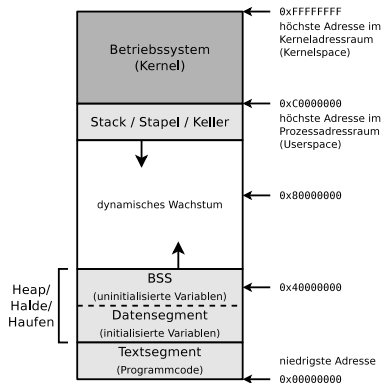 0xFFFFFFFF
höchste Adresse im
Kerneladressraum
(Kernelspace)
Betriebssystem
(Kernel)
0xC0000000
höchste Adresse im
Prozessadressraum
(Userspace)
Stack / Stapel / Keller
0x80000000
dynamisches Wachstum
Heap/
Halde/
Haufen
BSS
(uninitialisierte Variablen)
0x40000000
Datensegment
(initialisierte Variablen)
Textsegment
(Programmcode)
niedrigste Adresse
0x00000000